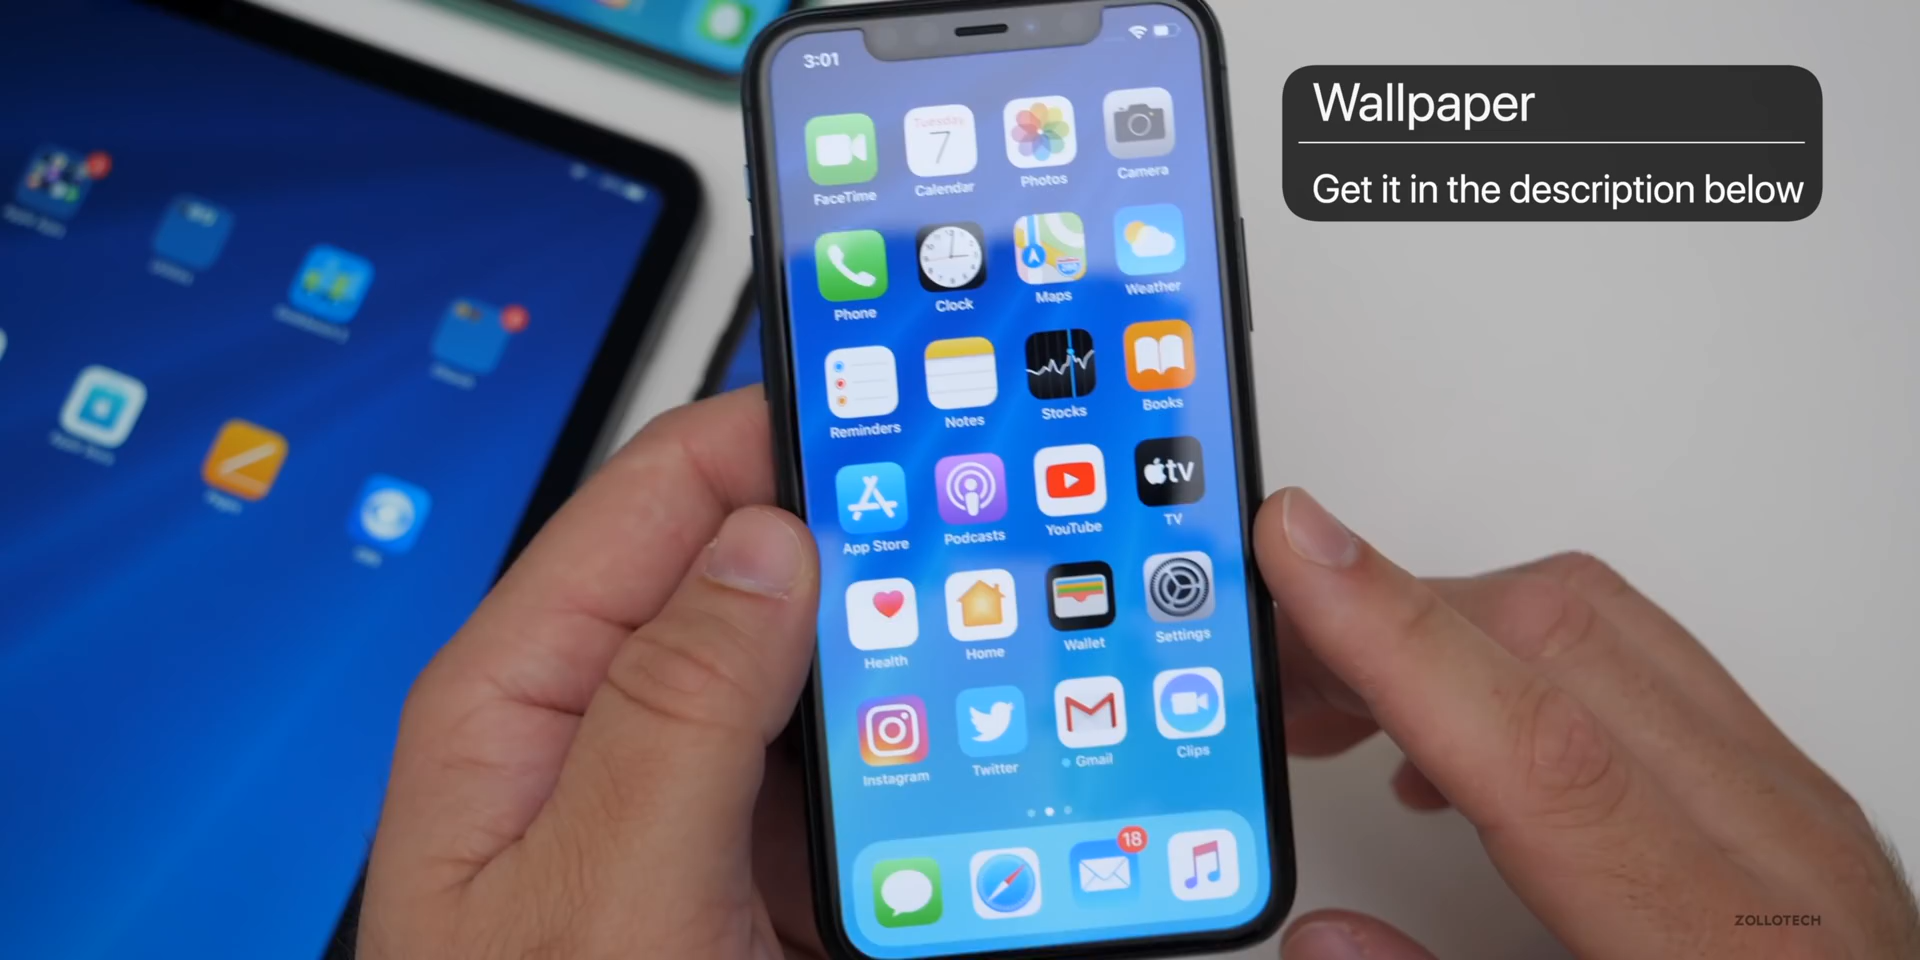 3:01
Wallpaper
Get it in the description below
Tuesday
7
FaceTime
Calendar
Photos
Camera
Phone
Clock
Maps
Weather
Reminders
Notes
Stocks
Books
tv
App Store
Podcasts
YouTube
TV
Health
Home
Wallet
Settings
Instagram
Twitter
Gmail
Clips
18
ZOLLOTECH